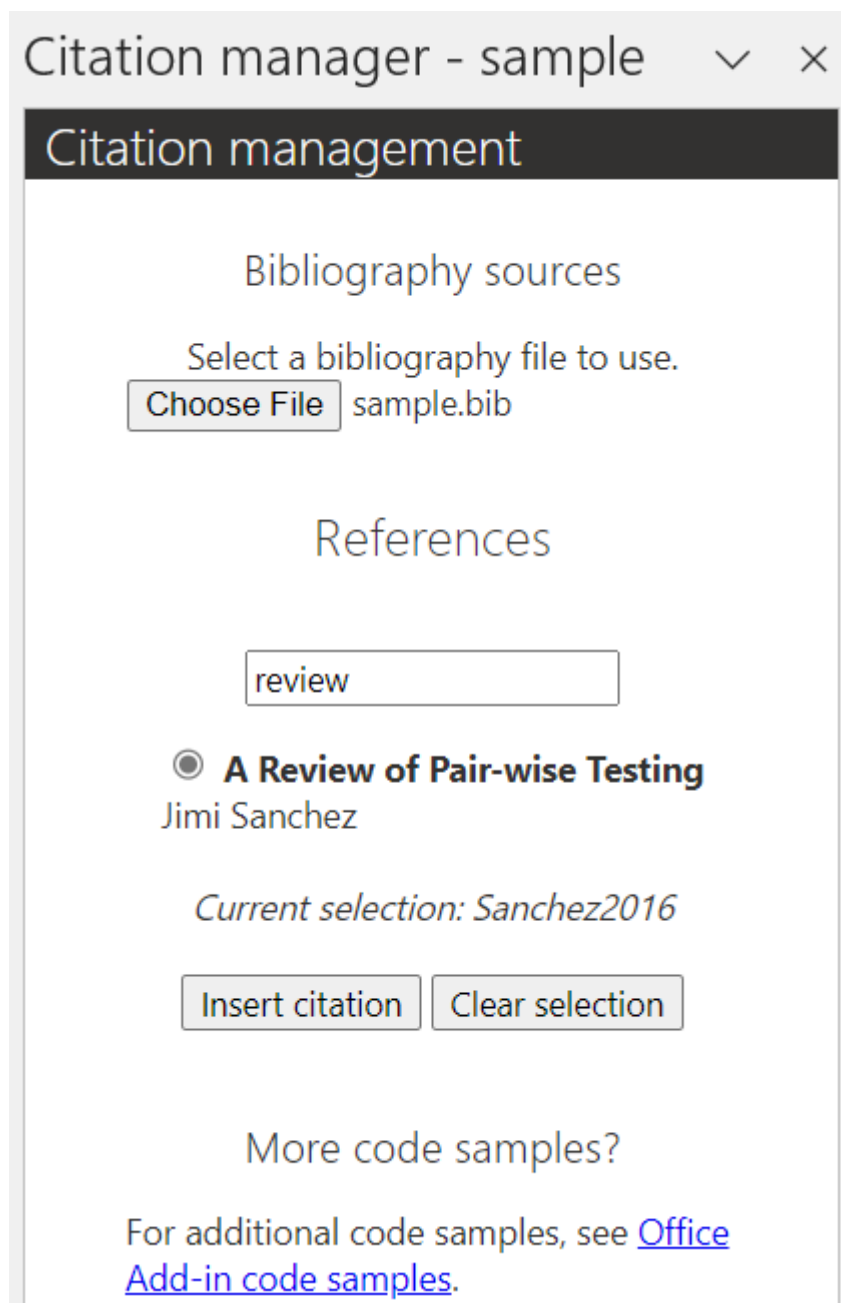 Citation manager - sample
Citation management
Bibliography sources
Select a bibliography file to use.
Choose File sample.bib
References
review
A Review of Pair-wise Testing
Jimi Sanchez
Current selection: Sanchez2016
Insert citation Clear selection
More code samples?
For additional code samples, see Office
Add-in code samples.